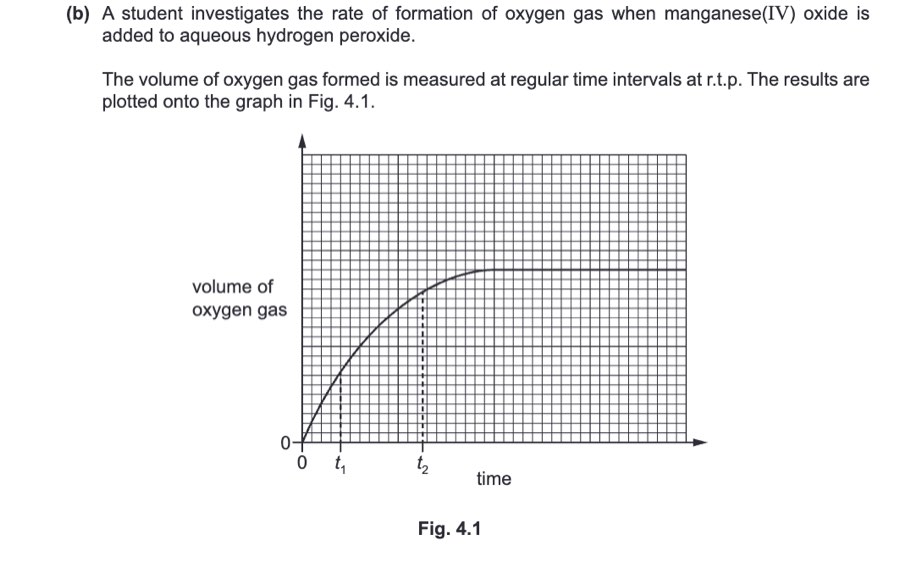 (b) A student investigates the rate of formation of oxygen gas when manganese(IV) oxide is
added to aqueous hydrogen peroxide.
The volume of oxygen gas formed is measured at regular time intervals at r.t.p. The results are
plotted onto the graph in Fig. 4.1.
volume of
oxygen gas
0
0 t₁ t₂
time
Fig. 4.1